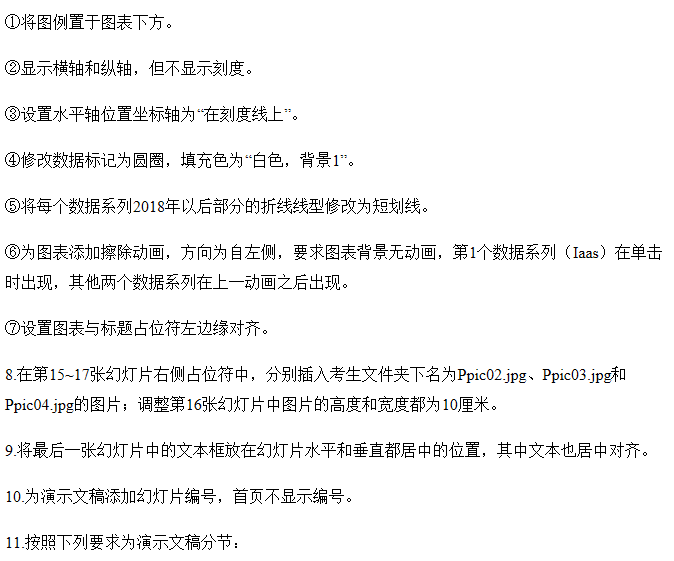 ①将图例置于图表下方。
②显示横轴和纵轴，但不显示刻度。
③设置水平轴位置坐标轴为“在刻度线上”。
④修改数据标记为圆圈，填充色为“白色，背景1”。
⑤将每个数据系列2018年以后部分的折线线型修改为短划线。
⑥为图表添加擦除动画，方向为自左侧，要求图表背景无动画，第1个数据系列（Iaas）在单击
时出现，其他两个数据系列在上一动画之后出现。
⑦设置图表与标题占位符左边缘对齐。
8.在第15~17张幻灯片右侧占位符中，分别插入考生文件夹下名为Ppic02.jpg、Ppic03.jpg和
Ppic04.jpg的图片；调整第16张幻灯片中图片的高度和宽度都为10厘米。
9.将最后一张幻灯片中的文本框放在幻灯片水平和垂直都居中的位置，其中文本也居中对齐。
10.为演示文稿添加幻灯片编号，首页不显示编号。
11.按照下列要求为演示文稿分节：